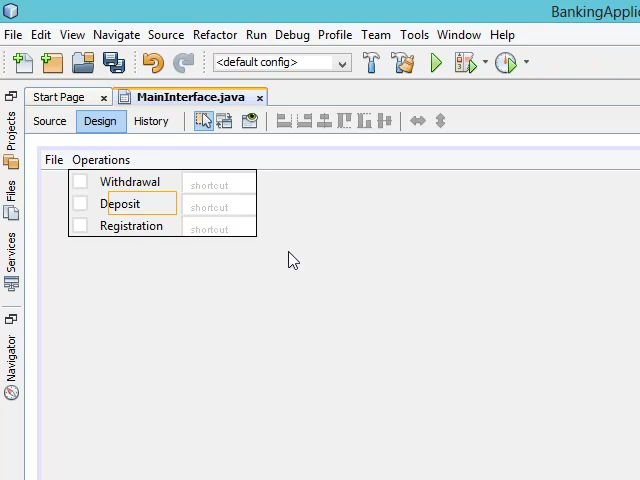 BankingApplic
File Edit View Navigate Source Refactor Run Debug Profile Team Tools Window Help
<default config>
Start Page x MainInterface.java x
Source Design History
Projects
Files
Services
Navigator
File Operations
Withdrawal shortcut
Deposit shortcut
Registration shortcut